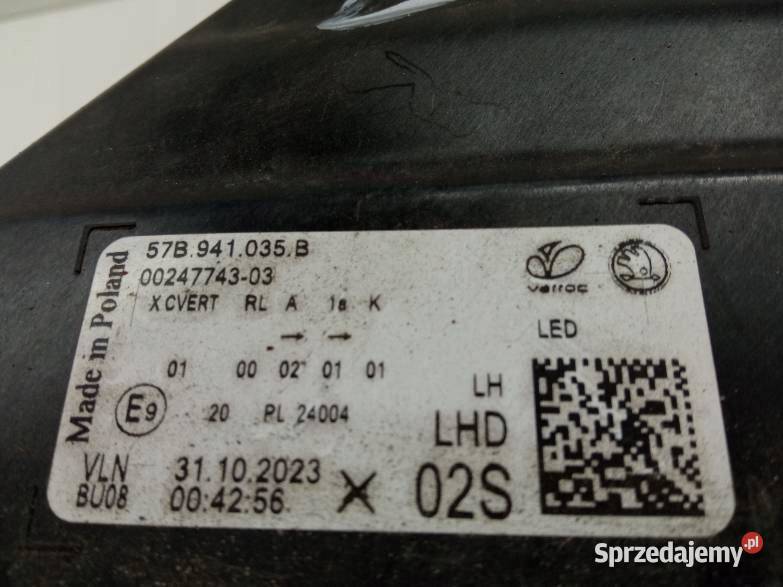 57B.941.035.B
00247743-03
X CVERT RL A 1a K
→ →
01 00 02 01 01
E9 20 PL 24004
VLN 31.10.2023
BU08 00:42:56 X
Made in Poland
varroc
LED
LH
LHD
02S
Sprzedajemy.pl